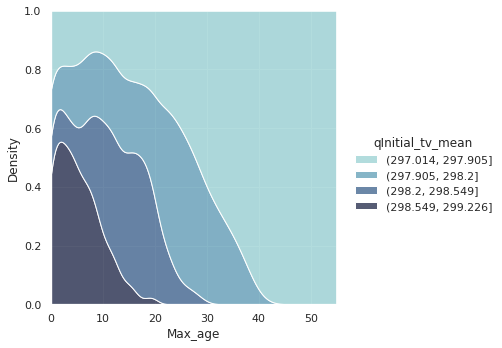 1.0
0.8
0.6
0.4
0.2
0.0
Density
0 10 20 30 40 50
Max_age
qInitial_tv_mean
(297.014, 297.905]
(297.905, 298.2]
(298.2, 298.549]
(298.549, 299.226]